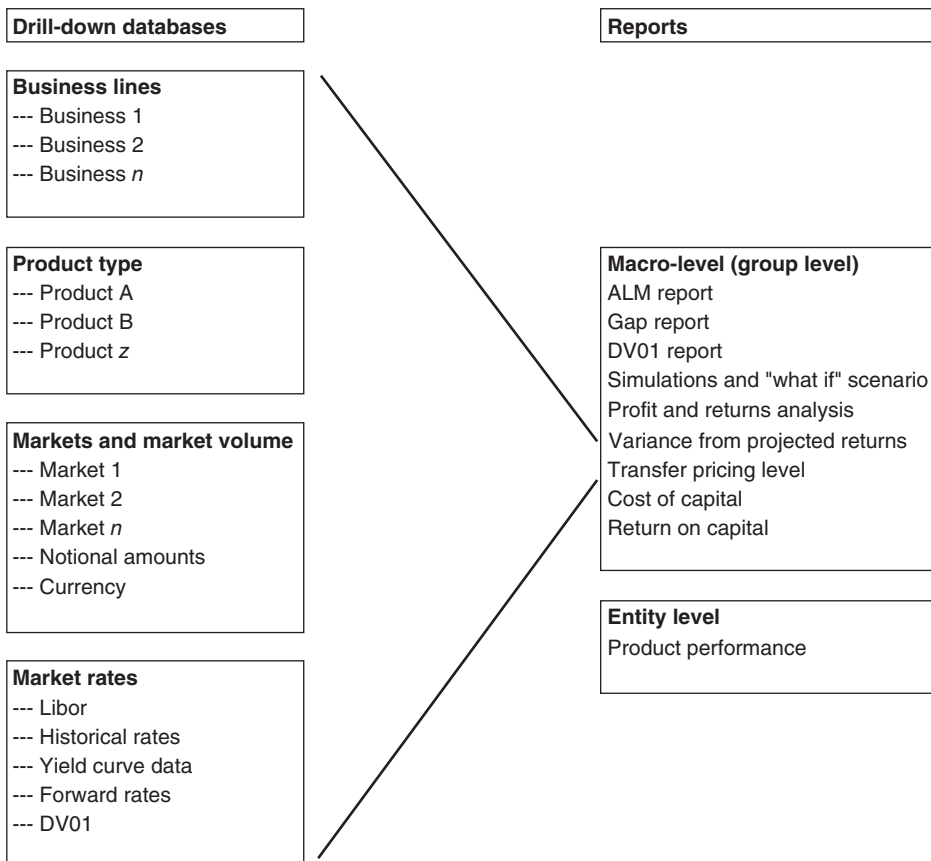 Drill-down databases
Business lines
--- Business 1
--- Business 2
--- Business n
Product type
--- Product A
--- Product B
--- Product z
Markets and market volume
--- Market 1
--- Market 2
--- Market n
--- Notional amounts
--- Currency
Market rates
--- Libor
--- Historical rates
--- Yield curve data
--- Forward rates
--- DV01
Reports
Macro-level (group level)
ALM report
Gap report
DV01 report
Simulations and "what if" scenario
Profit and returns analysis
Variance from projected returns
Transfer pricing level
Cost of capital
Return on capital
Entity level
Product performance